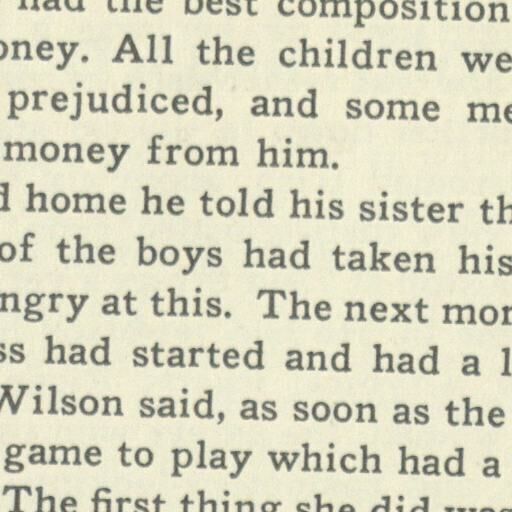 had the best composition
oney. All the children we
prejudiced, and some me
money from him.
d home he told his sister th
of the boys had taken his
ngry at this. The next mor
ss had started and had a l
Wilson said, as soon as the
game to play which had a
The first thing she did was